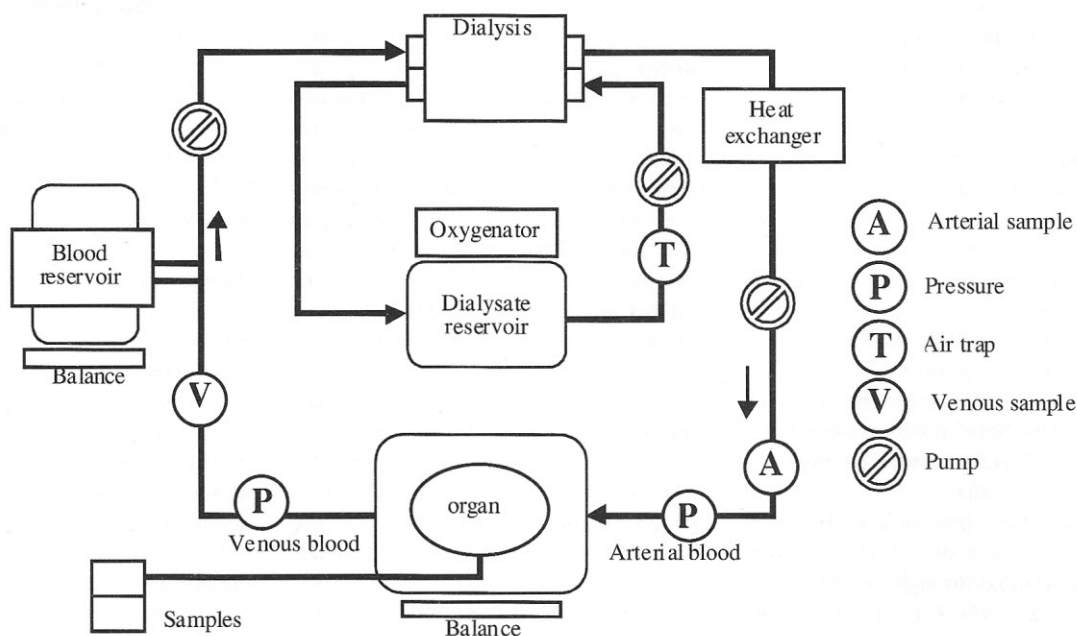 Dialysis
Heat
exchanger
Oxygenator
Blood
reservoir
T
Dialysate
reservoir
Balance
V
A
P
organ
P
Venous blood
Arterial blood
Samples
Balance
A Arterial sample
P Pressure
T Air trap
V Venous sample
Pump